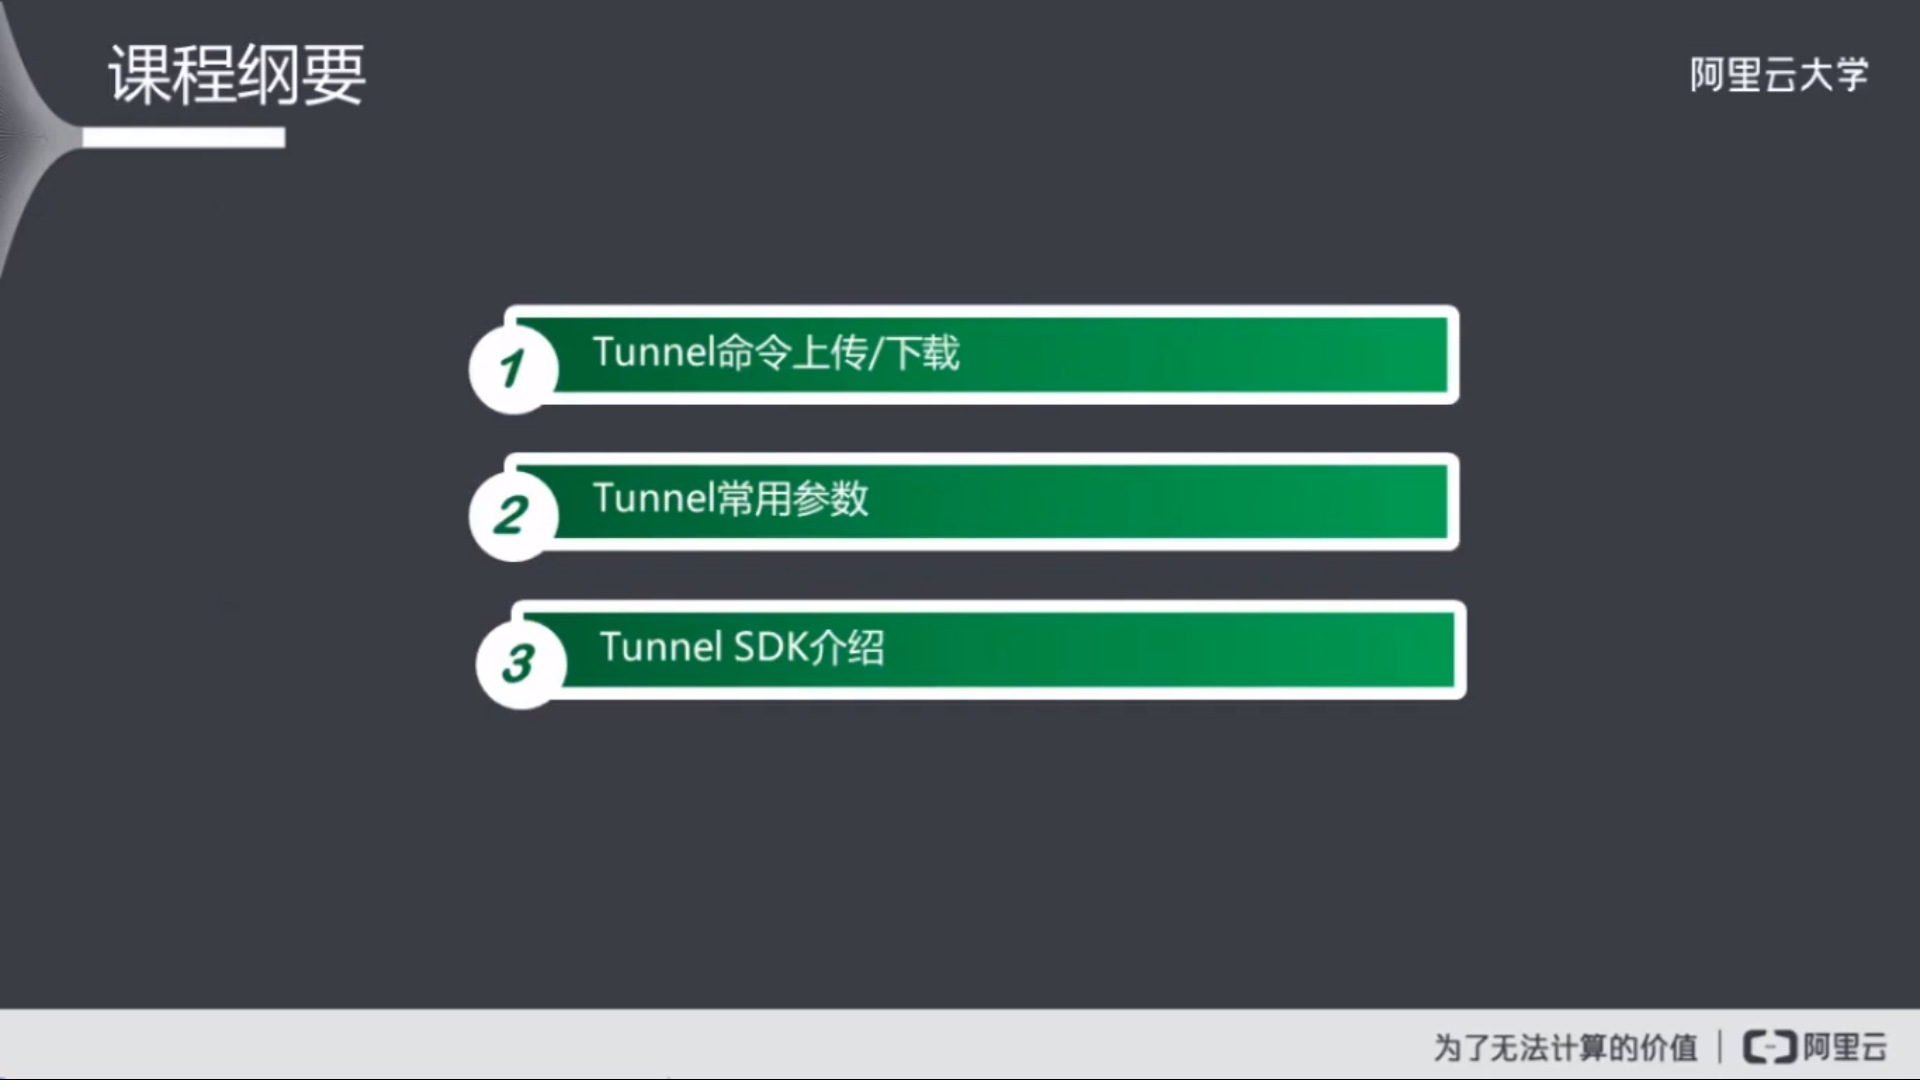 课程纲要
阿里云大学
1 Tunnel命令上传/下载
2 Tunnel常用参数
3 Tunnel SDK介绍
为了无法计算的价值 | 阿里云